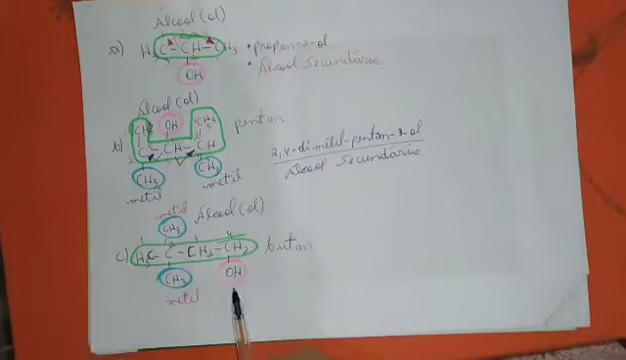 Álcool (ol)
a) H3C - CH - CH3 • propan-2-ol
OH • Álcool Secundário
Álcool (ol)
CH3 OH CH3 pentan
b) C - CH - CH 2,4-dimetil-pentan-3-ol
CH3 CH3 Álcool Secundário
metil metil
metil Álcool (ol)
CH3
c) H3C - C - CH2 - CH2 butan
CH3 OH
metil